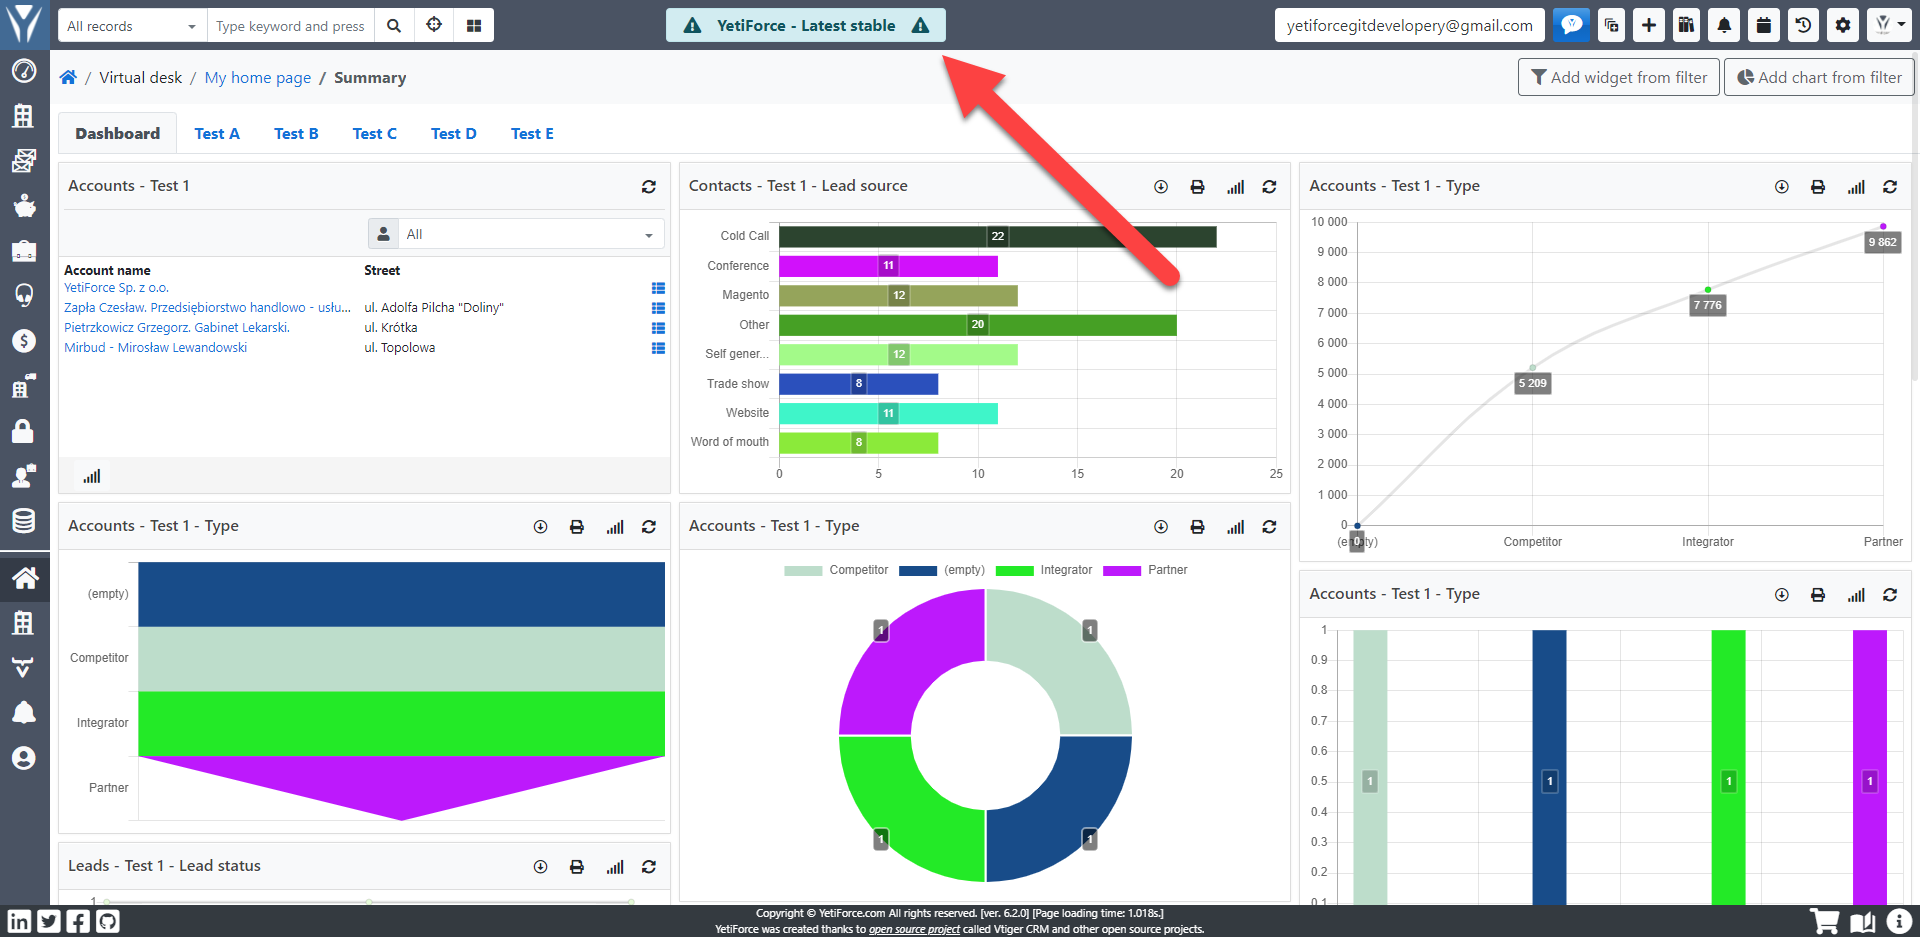 All records
Type keyword and press
YetiForce - Latest stable
yetiforcegitdevelopery@gmail.com
/ Virtual desk / My home page / Summary
Add widget from filter
Add chart from filter
Dashboard
Test A
Test B
Test C
Test D
Test E
Accounts - Test 1
All
Account name
Street
YetiForce Sp. z o.o.
Zapła Czesław. Przedsiębiorstwo handlowo - usłu...
ul. Adolfa Pilcha "Doliny"
Pietrzkowicz Grzegorz. Gabinet Lekarski.
ul. Krótka
Mirbud - Mirosław Lewandowski
ul. Topolowa
Contacts - Test 1 - Lead source
Cold Call
22
Conference
11
Magento
12
Other
20
Self gener...
12
Trade show
8
Website
11
Word of mouth
8
0
5
10
15
20
25
Accounts - Test 1 - Type
10 000
9 000
8 000
7 000
6 000
5 000
4 000
3 000
2 000
1 000
0
9 862
7 776
5 209
0
(empty)
Competitor
Integrator
Partner
Accounts - Test 1 - Type
(empty)
Competitor
Integrator
Partner
Accounts - Test 1 - Type
Competitor
(empty)
Integrator
Partner
1
1
1
1
Accounts - Test 1 - Type
1
0.9
0.8
0.7
0.6
0.5
0.4
0.3
0.2
0.1
1
1
1
1
Leads - Test 1 - Lead status
1
Copyright © YetiForce.com All rights reserved. [ver. 6.2.0] [Page loading time: 1.018s.]
YetiForce was created thanks to open source project called Vtiger CRM and other open source projects.